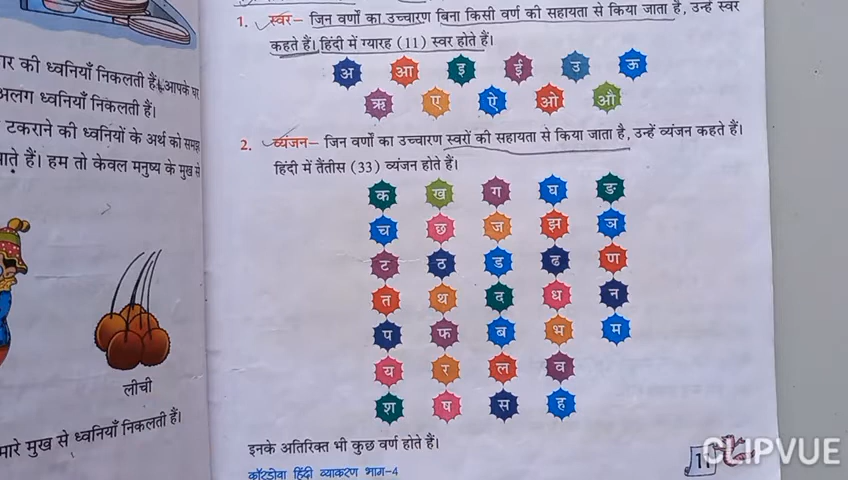 ार की ध्वनियाँ निकलती हैं। आपके चार
अलग ध्वनियाँ निकलती हैं।
टकराने की ध्वनियों के अर्थ को समझ
पाते हैं। हम तो केवल मनुष्य के मुख से
लीची
मारे मुख से ध्वनियाँ निकलती हैं।
1. स्वर– जिन वर्णों का उच्चारण बिना किसी वर्ण की सहायता से किया जाता है, उन्हें स्वर
कहते हैं। हिंदी में ग्यारह (11) स्वर होते हैं।
अ आ इ ई उ ऊ
ऋ ए ऐ ओ औ
2. व्यंजन– जिन वर्णों का उच्चारण स्वरों की सहायता से किया जाता है, उन्हें व्यंजन कहते हैं।
हिंदी में तैंतीस (33) व्यंजन होते हैं।
क ख ग घ ङ
च छ ज झ ञ
ट ठ ड ढ ण
त थ द ध न
प फ ब भ म
य र ल व
श ष स ह
इनके अतिरिक्त भी कुछ वर्ण होते हैं।
कॉरडोवा हिंदी व्याकरण भाग-4
CLIPVUE